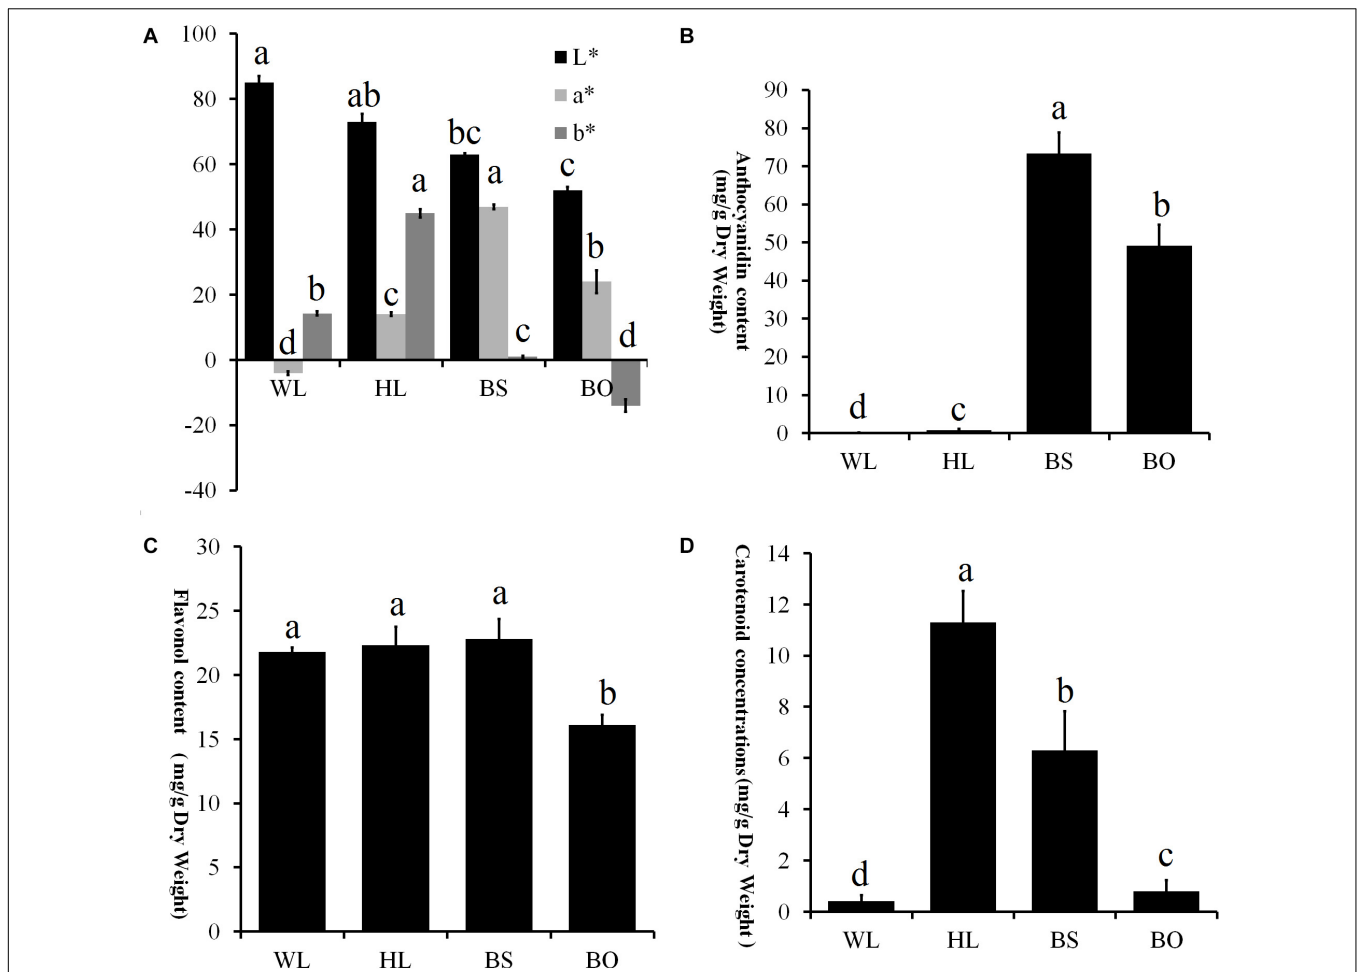 A
100
80
60
40
20
0
-20
-40
L*
a*
b*
a
d
b
ab
c
a
bc
a
c
c
b
d
WL HL BS BO
B
Anthocyanidin content
(mg/g Dry Weight)
90
80
70
60
50
40
30
20
10
0
d
c
a
b
WL HL BS BO
C
Flavonol content (mg/g Dry Weight)
30
25
20
15
10
5
0
a
a
a
b
WL HL BS BO
D
Carotenoid concentrations(mg/g Dry Weight)
14
12
10
8
6
4
2
0
d
a
b
c
WL HL BS BO